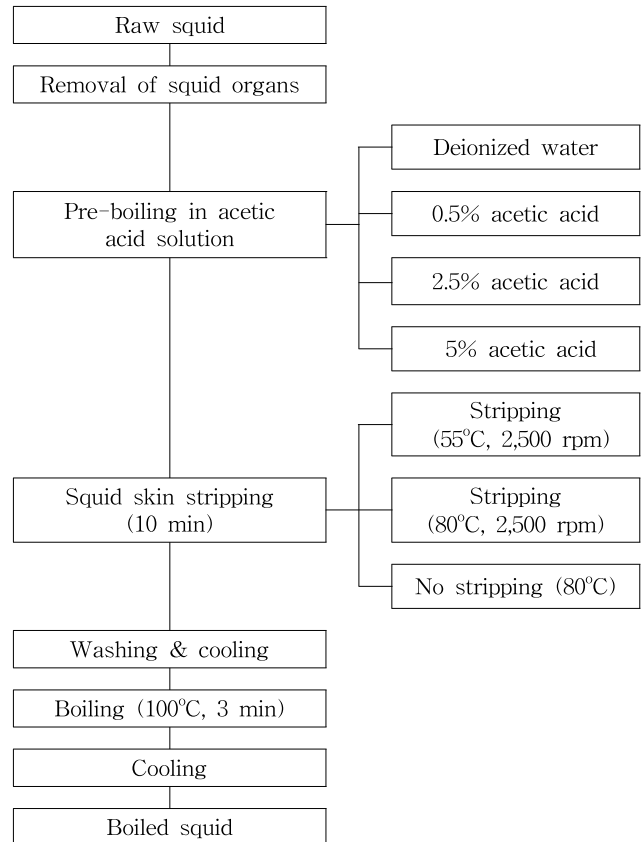 Raw squid
Removal of squid organs
Pre-boiling in acetic
acid solution
Deionized water
0.5% acetic acid
2.5% acetic acid
5% acetic acid
Squid skin stripping
(10 min)
Stripping
(55°C, 2,500 rpm)
Stripping
(80°C, 2,500 rpm)
No stripping (80°C)
Washing & cooling
Boiling (100°C, 3 min)
Cooling
Boiled squid